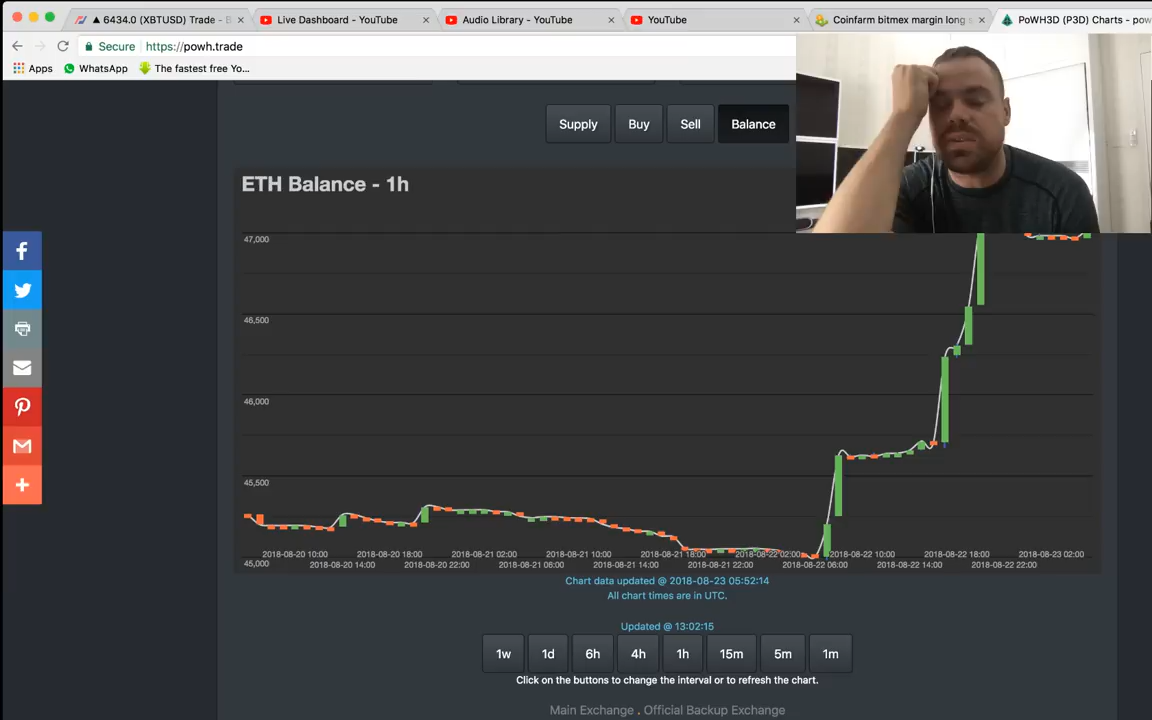 6434.0 (XBTUSD) Trade - B
Live Dashboard - YouTube
Audio Library - YouTube
YouTube
Coinfarm bitmex margin long s
PoWH3D (P3D) Charts - pow
Secure
https://powh.trade
Apps
WhatsApp
The fastest free Yo...
Supply
Buy
Sell
Balance
ETH Balance - 1h
47,000
46,500
46,000
45,500
45,000
2018-08-20 10:00
2018-08-20 18:00
2018-08-21 02:00
2018-08-21 10:00
2018-08-21 18:00
2018-08-22 02:00
2018-08-22 10:00
2018-08-22 18:00
2018-08-23 02:00
2018-08-20 14:00
2018-08-20 22:00
2018-08-21 06:00
2018-08-21 14:00
2018-08-21 22:00
2018-08-22 06:00
2018-08-22 14:00
2018-08-22 22:00
Chart data updated @ 2018-08-23 05:52:14
All chart times are in UTC.
Updated @ 13:02:15
1w
1d
6h
4h
1h
15m
5m
1m
Click on the buttons to change the interval or to refresh the chart.
Main Exchange . Official Backup Exchange